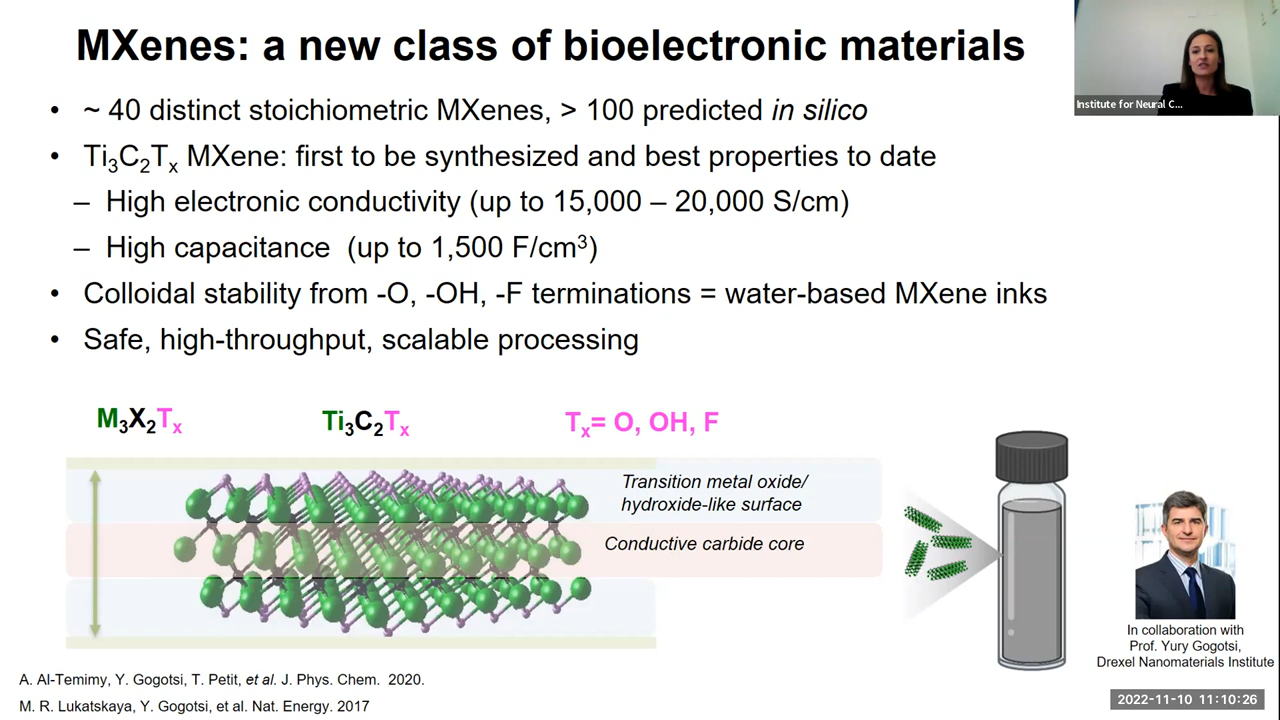 MXenes: a new class of bioelectronic materials
Institute for Neural C...
• ~ 40 distinct stoichiometric MXenes, > 100 predicted in silico
• Ti₃C₂Tₓ MXene: first to be synthesized and best properties to date
– High electronic conductivity (up to 15,000 – 20,000 S/cm)
– High capacitance (up to 1,500 F/cm³)
• Colloidal stability from -O, -OH, -F terminations = water-based MXene inks
• Safe, high-throughput, scalable processing
M₃X₂Tₓ
Ti₃C₂Tₓ
Tₓ= O, OH, F
Transition metal oxide/
hydroxide-like surface
Conductive carbide core
In collaboration with
Prof. Yury Gogotsi,
Drexel Nanomaterials Institute
A. Al-Temimy, Y. Gogotsi, T. Petit, et al. J. Phys. Chem. 2020.
M. R. Lukatskaya, Y. Gogotsi, et al. Nat. Energy. 2017
2022-11-10 11:10:26